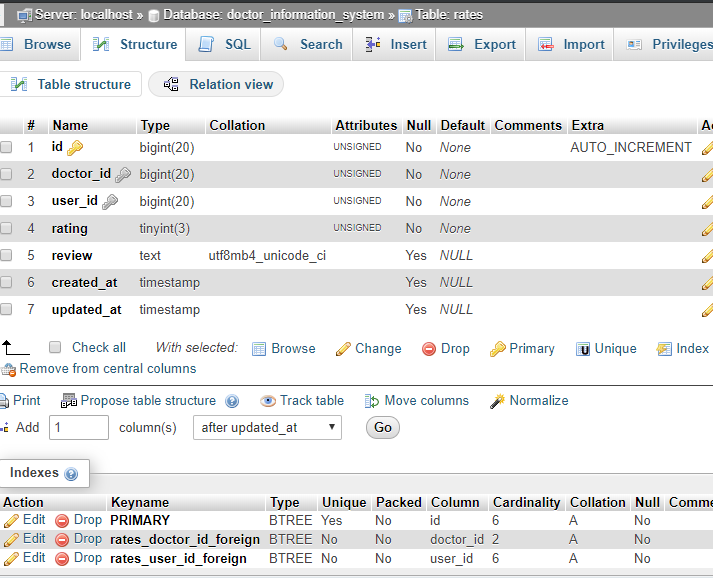 Server: localhost » Database: doctor_information_system » Table: rates
Browse Structure SQL Search Insert Export Import Privileges
Table structure Relation view
# Name Type Collation Attributes Null Default Comments Extra
1 id bigint(20) UNSIGNED No None AUTO_INCREMENT
2 doctor_id bigint(20) UNSIGNED No None
3 user_id bigint(20) UNSIGNED No None
4 rating tinyint(3) UNSIGNED No None
5 review text utf8mb4_unicode_ci Yes NULL
6 created_at timestamp Yes NULL
7 updated_at timestamp Yes NULL
Check all With selected: Browse Change Drop Primary Unique Index
Remove from central columns
Print Propose table structure Track table Move columns Normalize
Add 1 column(s) after updated_at Go
Indexes
Action Keyname Type Unique Packed Column Cardinality Collation Null Comme
Edit Drop PRIMARY BTREE Yes No id 6 A No
Edit Drop rates_doctor_id_foreign BTREE No No doctor_id 2 A No
Edit Drop rates_user_id_foreign BTREE No No user_id 6 A No